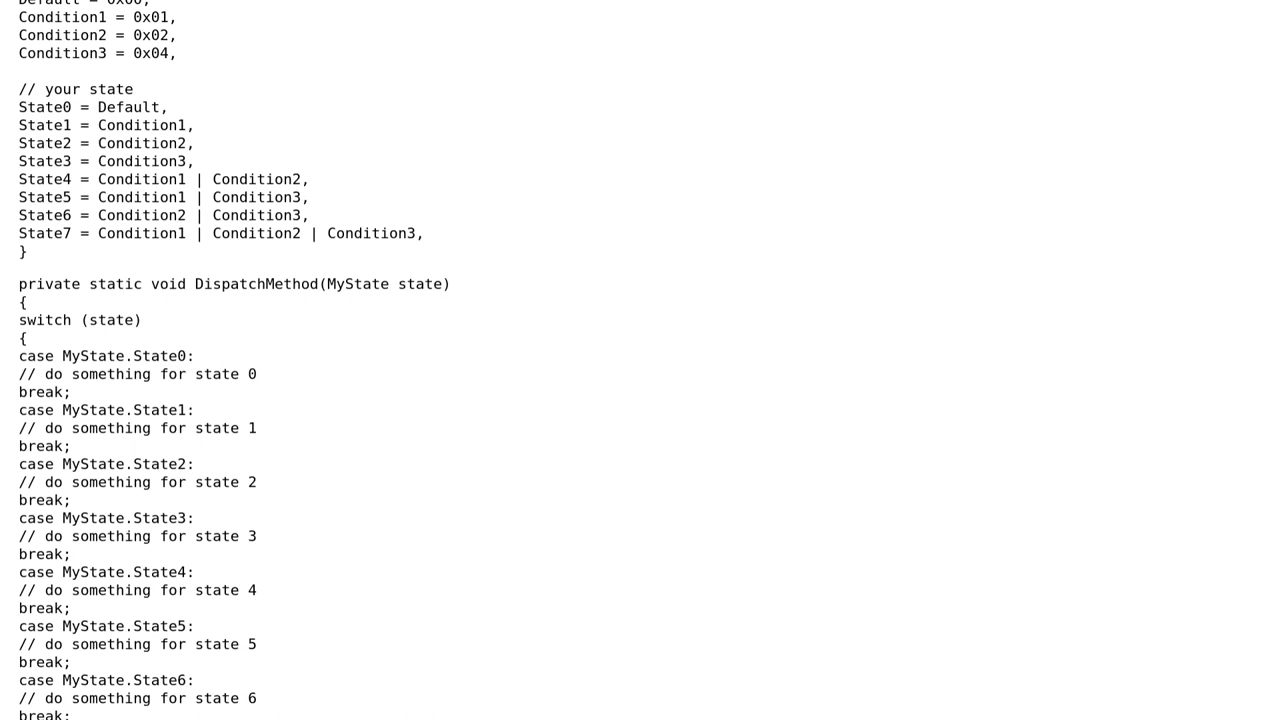 Default = 0x00,
Condition1 = 0x01,
Condition2 = 0x02,
Condition3 = 0x04,

// your state
State0 = Default,
State1 = Condition1,
State2 = Condition2,
State3 = Condition3,
State4 = Condition1 | Condition2,
State5 = Condition1 | Condition3,
State6 = Condition2 | Condition3,
State7 = Condition1 | Condition2 | Condition3,
}

private static void DispatchMethod(MyState state)
{
switch (state)
{
case MyState.State0:
// do something for state 0
break;
case MyState.State1:
// do something for state 1
break;
case MyState.State2:
// do something for state 2
break;
case MyState.State3:
// do something for state 3
break;
case MyState.State4:
// do something for state 4
break;
case MyState.State5:
// do something for state 5
break;
case MyState.State6:
// do something for state 6
break;